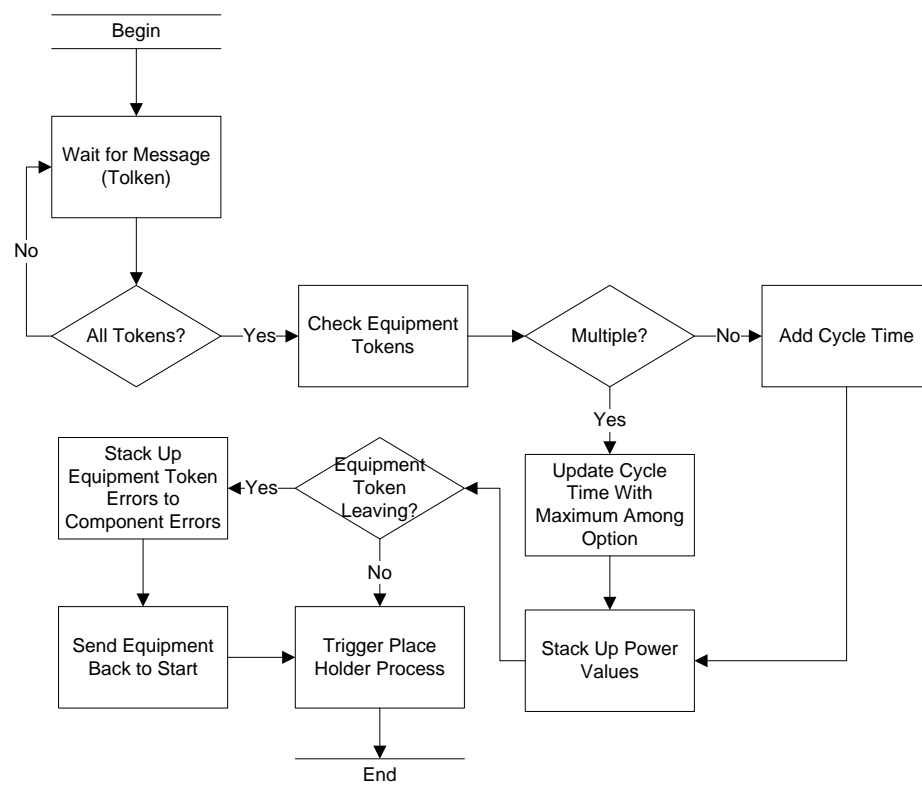 Begin
Wait for Message
(Tolken)
No
All Tokens?
Yes
Check Equipment
Tokens
Multiple?
No
Add Cycle Time
Yes
Stack Up
Equipment Token
Errors to
Component Errors
Yes
Equipment
Token
Leaving?
Update Cycle
Time With
Maximum Among
Option
No
Send Equipment
Back to Start
Trigger Place
Holder Process
Stack Up Power
Values
End